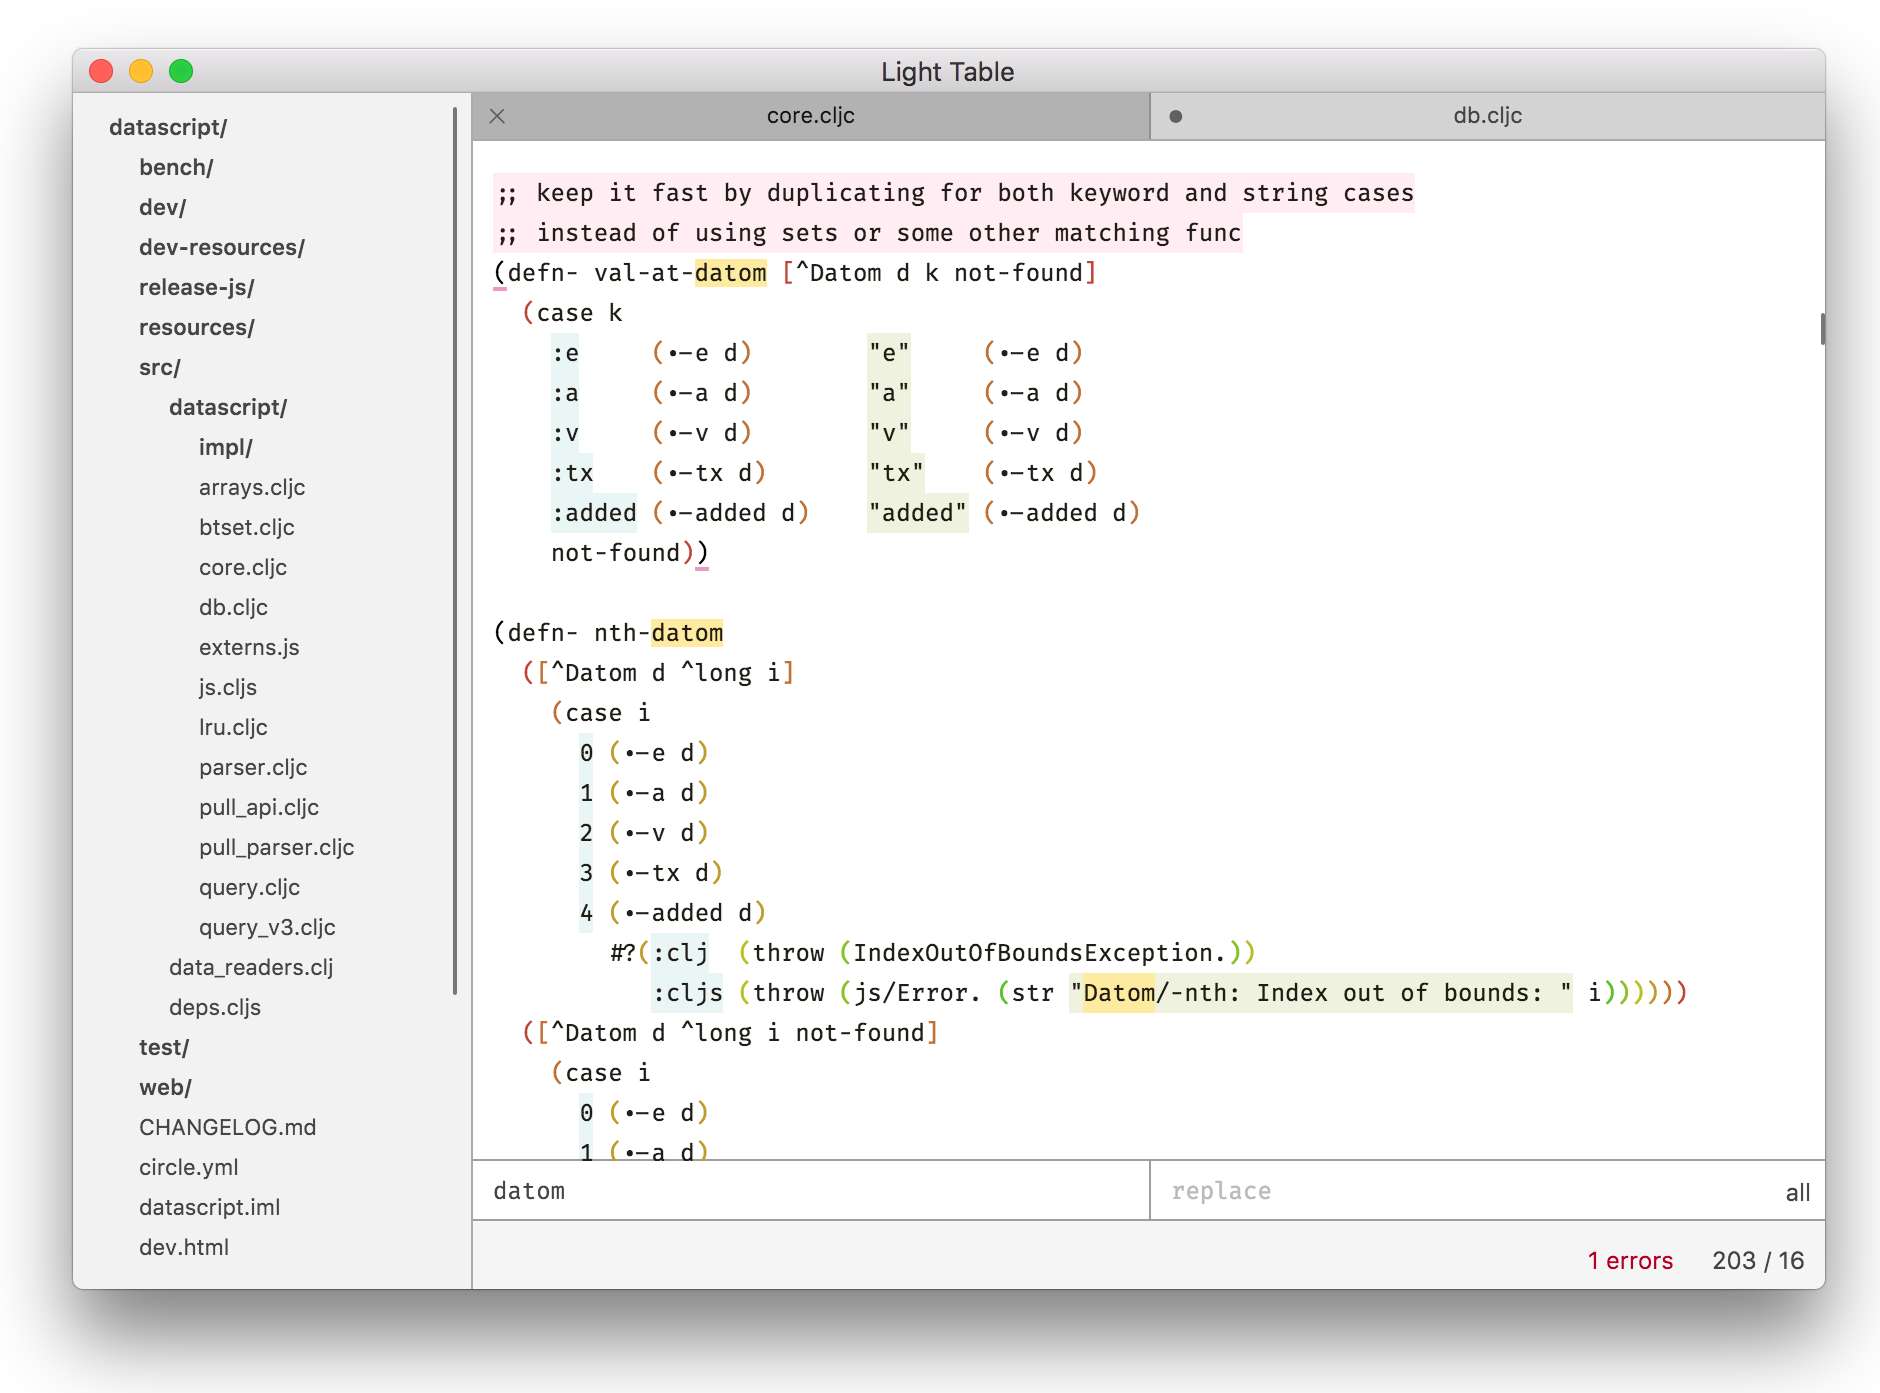 Light Table
datascript/
bench/
dev/
dev-resources/
release-js/
resources/
src/
datascript/
impl/
arrays.cljc
btset.cljc
core.cljc
db.cljc
externs.js
js.cljs
lru.cljc
parser.cljc
pull_api.cljc
pull_parser.cljc
query.cljc
query_v3.cljc
data_readers.clj
deps.cljs
test/
web/
CHANGELOG.md
circle.yml
datascript.iml
dev.html
core.cljc
db.cljc
;; keep it fast by duplicating for both keyword and string cases
;; instead of using sets or some other matching func
(defn- val-at-datom [^Datom d k not-found]
  (case k
    :e     (•-e d)        "e"     (•-e d)
    :a     (•-a d)        "a"     (•-a d)
    :v     (•-v d)        "v"     (•-v d)
    :tx    (•-tx d)       "tx"    (•-tx d)
    :added (•-added d)    "added" (•-added d)
    not-found))
(defn- nth-datom
  ([^Datom d ^long i]
    (case i
      0 (•-e d)
      1 (•-a d)
      2 (•-v d)
      3 (•-tx d)
      4 (•-added d)
        #?(:clj  (throw (IndexOutOfBoundsException.))
           :cljs (throw (js/Error. (str "Datom/-nth: Index out of bounds: " i))))))
  ([^Datom d ^long i not-found]
    (case i
      0 (•-e d)
      1 (•-a d)
datom
replace
all
1 errors
203 / 16